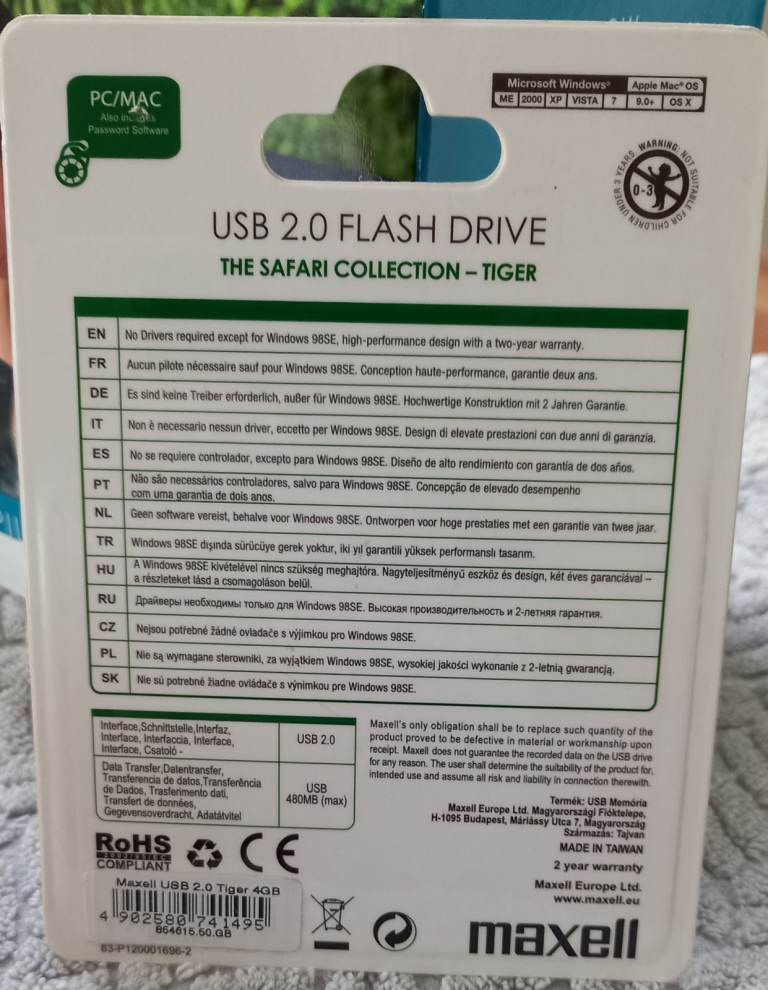 PC/MAC
Also includes
Password Software
Microsoft Windows® Apple Mac® OS
ME 2000 XP VISTA 7 9.0+ OS X
WARNING: NOT SUITABLE FOR CHILDREN UNDER 3 YEARS
0-3
USB 2.0 FLASH DRIVE
THE SAFARI COLLECTION – TIGER
EN No Drivers required except for Windows 98SE, high-performance design with a two-year warranty.
FR Aucun pilote nécessaire sauf pour Windows 98SE. Conception haute-performance, garantie deux ans.
DE Es sind keine Treiber erforderlich, außer für Windows 98SE. Hochwertige Konstruktion mit 2 Jahren Garantie.
IT Non è necessario nessun driver, eccetto per Windows 98SE. Design di elevate prestazioni con due anni di garanzia.
ES No se requiere controlador, excepto para Windows 98SE. Diseño de alto rendimiento con garantía de dos años.
PT Não são necessários controladores, salvo para Windows 98SE. Concepção de elevado desempenho
com uma garantia de dois anos.
NL Geen software vereist, behalve voor Windows 98SE. Ontworpen voor hoge prestaties met een garantie van twee jaar.
TR Windows 98SE dışında sürücüye gerek yoktur, iki yıl garantili yüksek performanslı tasarım.
HU A Windows 98SE kivételével nincs szükség meghajtóra. Nagyteljesítményű eszköz és design, két éves garanciával –
a részleteket lásd a csomagoláson belül.
RU Драйверы необходимы только для Windows 98SE. Высокая производительность и 2-летняя гарантия.
CZ Nejsou potřebné žádné ovladače s výjimkou pro Windows 98SE.
PL Nie są wymagane sterowniki, za wyjątkiem Windows 98SE, wysokiej jakości wykonanie z 2-letnią gwarancją.
SK Nie sú potrebné žiadne ovládače s výnimkou pre Windows 98SE.
Interface,Schnittstelle,Interfaz,
Interface, Interfaccia, Interface,
Interface, Csatoló -
USB 2.0
Data Transfer,Datentransfer,
Transferencia de datos,Transferência
de Dados, Trasferimento dati,
Transfert de données,
Gegevensoverdracht, Adatátvitel
USB
480MB (max)
Maxell's only obligation shall be to replace such quantity of the
product proved to be defective in material or workmanship upon
receipt. Maxell does not guarantee the recorded data on the USB drive
for any reason. The user shall determine the suitability of the product for,
intended use and assume all risk and liability in connection therewith.
Termék: USB Memória
Maxell Europe Ltd. Magyarországi Fióktelepe,
H-1095 Budapest, Máriássy Utca 7, Magyarország
Származás: Tajvan
MADE IN TAIWAN
2 year warranty
Maxell Europe Ltd.
www.maxell.eu
RoHS
2002/95/EC
COMPLIANT
CE
Maxell USB 2.0 Tiger 4GB
4 902580 741495
854615.50.GB
63-P120001696-2
maxell